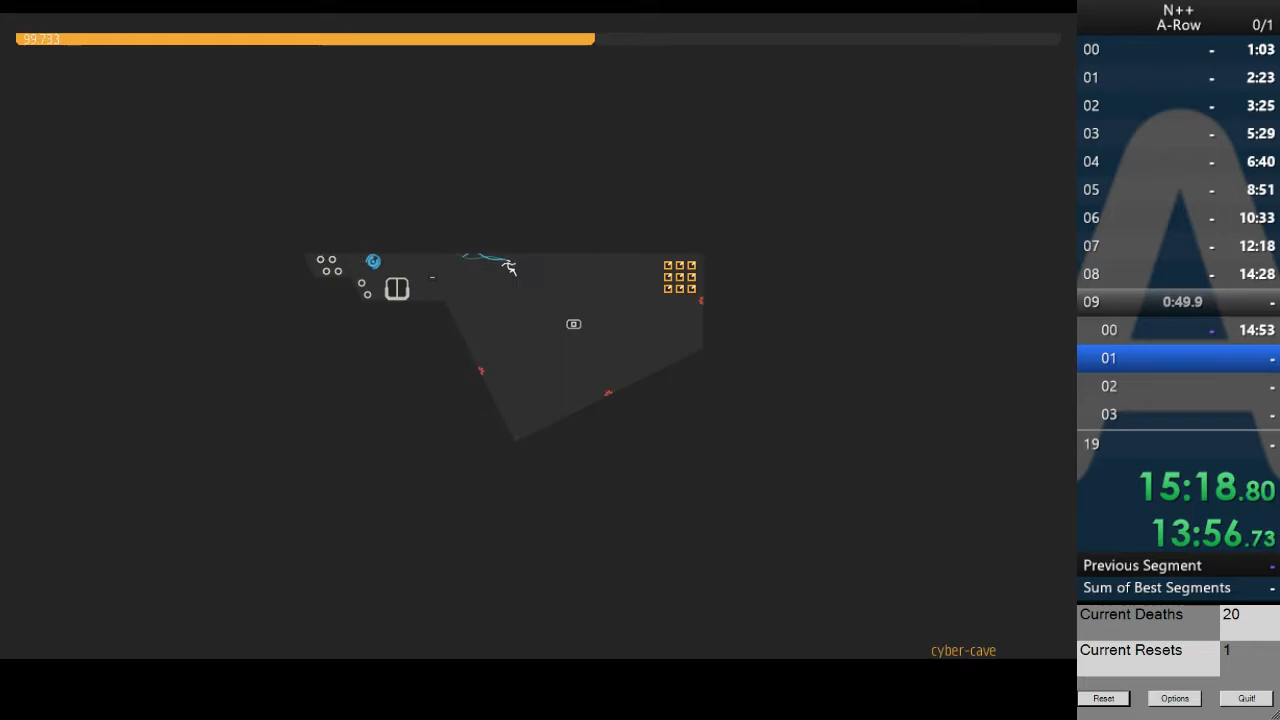 N++
A-Row 0/1
99.733
00 - 1:03
01 - 2:23
02 - 3:25
03 - 5:29
04 - 6:40
05 - 8:51
06 - 10:33
07 - 12:18
08 - 14:28
09 0:49.9 -
00 - 14:53
01 -
02 -
03 -
19 -
15:18.80
13:56.73
Previous Segment -
Sum of Best Segments -
Current Deaths 20
Current Resets 1
cyber-cave
Reset Options Quit!